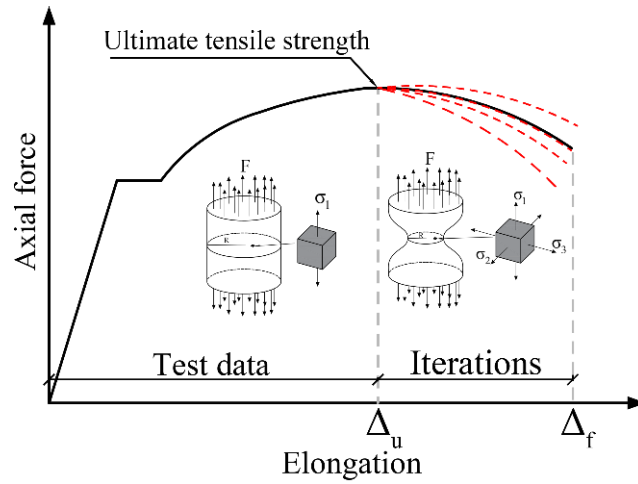 Ultimate tensile strength
Axial force
F
σ1
R
F
σ1
R
σ2
σ3
Test data
Iterations
Δu
Δf
Elongation